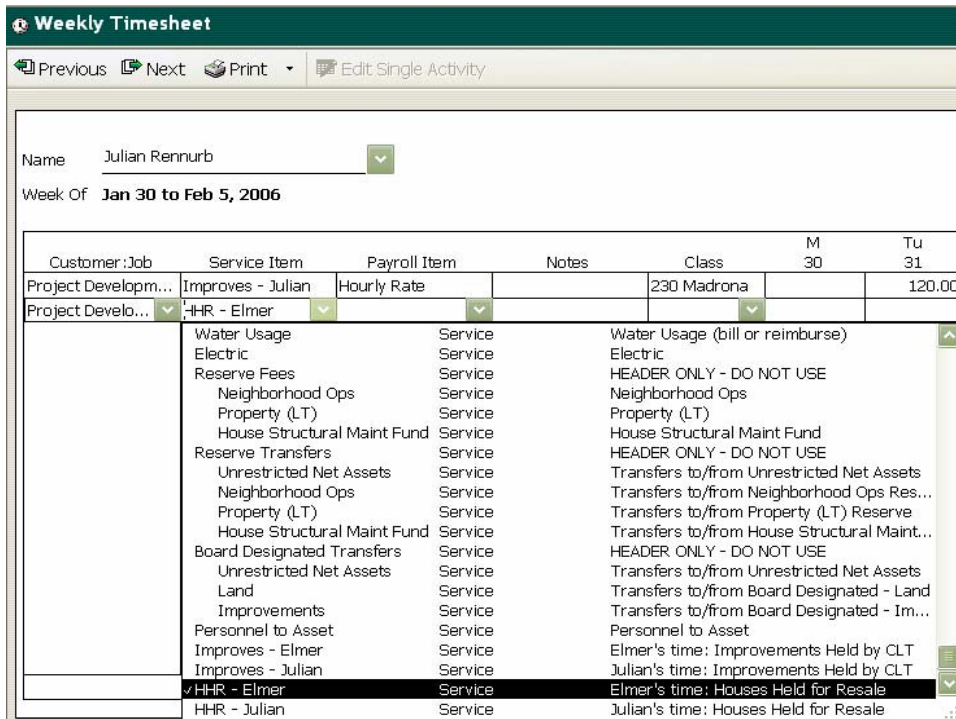 Weekly Timesheet
Previous Next Print Edit Single Activity
Name Julian Rennurb
Week Of Jan 30 to Feb 5, 2006
M Tu
Customer:Job Service Item Payroll Item Notes Class 30 31
Project Developm... Improves - Julian Hourly Rate 230 Madrona 120.00
Project Develo... HHR - Elmer
Water Usage Service Water Usage (bill or reimburse)
Electric Service Electric
Reserve Fees Service HEADER ONLY - DO NOT USE
Neighborhood Ops Service Neighborhood Ops
Property (LT) Service Property (LT)
House Structural Maint Fund Service House Structural Maint Fund
Reserve Transfers Service HEADER ONLY - DO NOT USE
Unrestricted Net Assets Service Transfers to/from Unrestricted Net Assets
Neighborhood Ops Service Transfers to/from Neighborhood Ops Res...
Property (LT) Service Transfers to/from Property (LT) Reserve
House Structural Maint Fund Service Transfers to/from House Structural Maint...
Board Designated Transfers Service HEADER ONLY - DO NOT USE
Unrestricted Net Assets Service Transfers to/from Unrestricted Net Assets
Land Service Transfers to/from Board Designated - Land
Improvements Service Transfers to/from Board Designated - Im...
Personnel to Asset Service Personnel to Asset
Improves - Elmer Service Elmer's time: Improvements Held by CLT
Improves - Julian Service Julian's time: Improvements Held by CLT
✓HHR - Elmer Service Elmer's time: Houses Held for Resale
HHR - Julian Service Julian's time: Houses Held for Resale